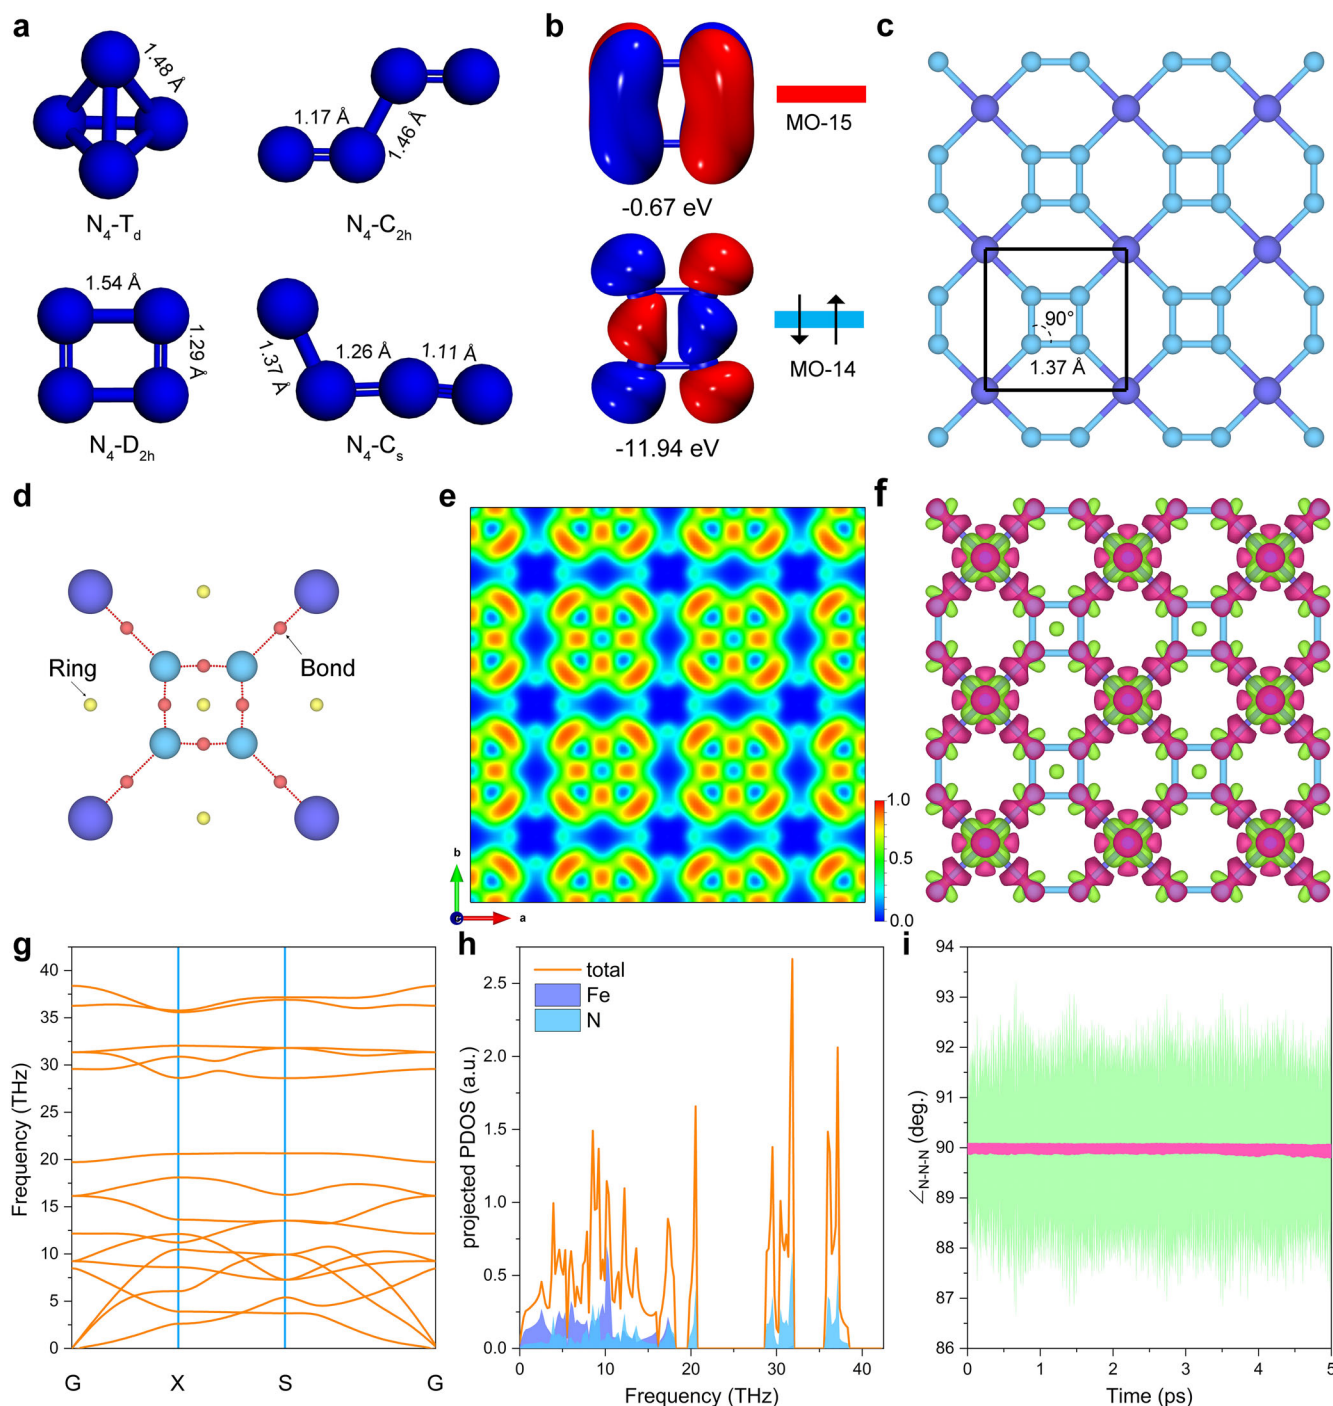 a
1.48 Å
N4-Td
1.17 Å
1.46 Å
N4-C2h
1.54 Å
1.29 Å
N4-D2h
1.37 Å
1.26 Å
1.11 Å
N4-Cs
b
MO-15
-0.67 eV
MO-14
-11.94 eV
c
90°
1.37 Å
d
Ring
Bond
e
1.0
0.5
0.0
b
a
c
f
g
Frequency (THz)
40
35
30
25
20
15
10
5
0
G
X
S
G
h
total
Fe
N
projected PDOS (a.u.)
2.5
2.0
1.5
1.0
0.5
0.0
0
10
20
30
40
Frequency (THz)
i
∠N-N-N (deg.)
94
93
92
91
90
89
88
87
86
0
1
2
3
4
5
Time (ps)